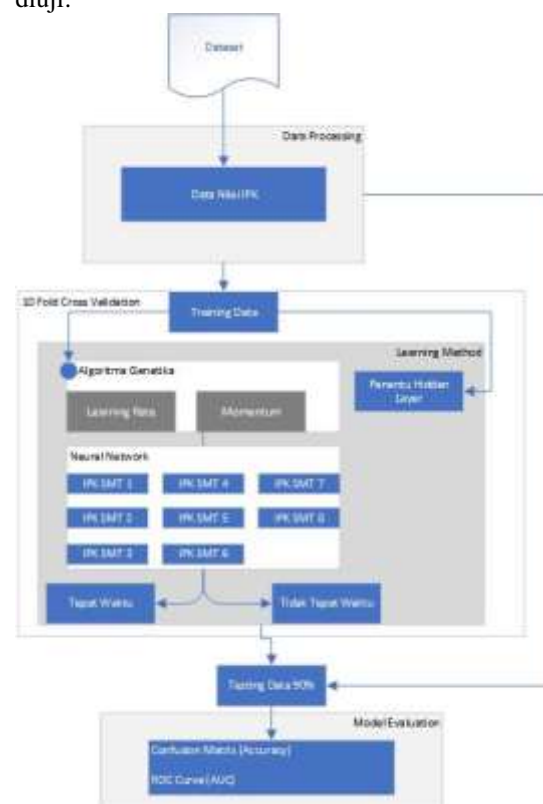 diuji.
Dataset
Data Processing
Data Nilai IPK
10 Fold Cross Validation
Training Data
Learning Method
Algoritma Genetika
Penentu Hidden
Layer
Learning Rate
Momentum
Neural Network
IPK SMT 1
IPK SMT 4
IPK SMT 7
IPK SMT 2
IPK SMT 5
IPK SMT 8
IPK SMT 3
IPK SMT 6
Tepat Waktu
Tidak Tepat Waktu
Testing Data 90%
Model Evaluation
Confusion Matrix (Accuracy)
ROC Curve (AUC)